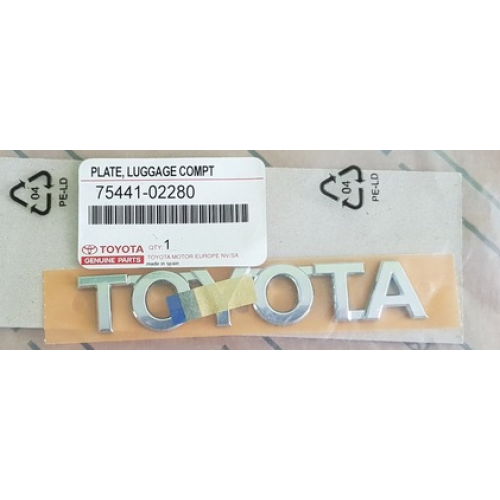 PLATE, LUGGAGE COMPT
75441-02280
TOYOTA
GENUINE PARTS
QTY: 1
TOYOTA MOTOR EUROPE NV/SA
made in spain
04
PE-LD
04
PE-LD
TOYOTA